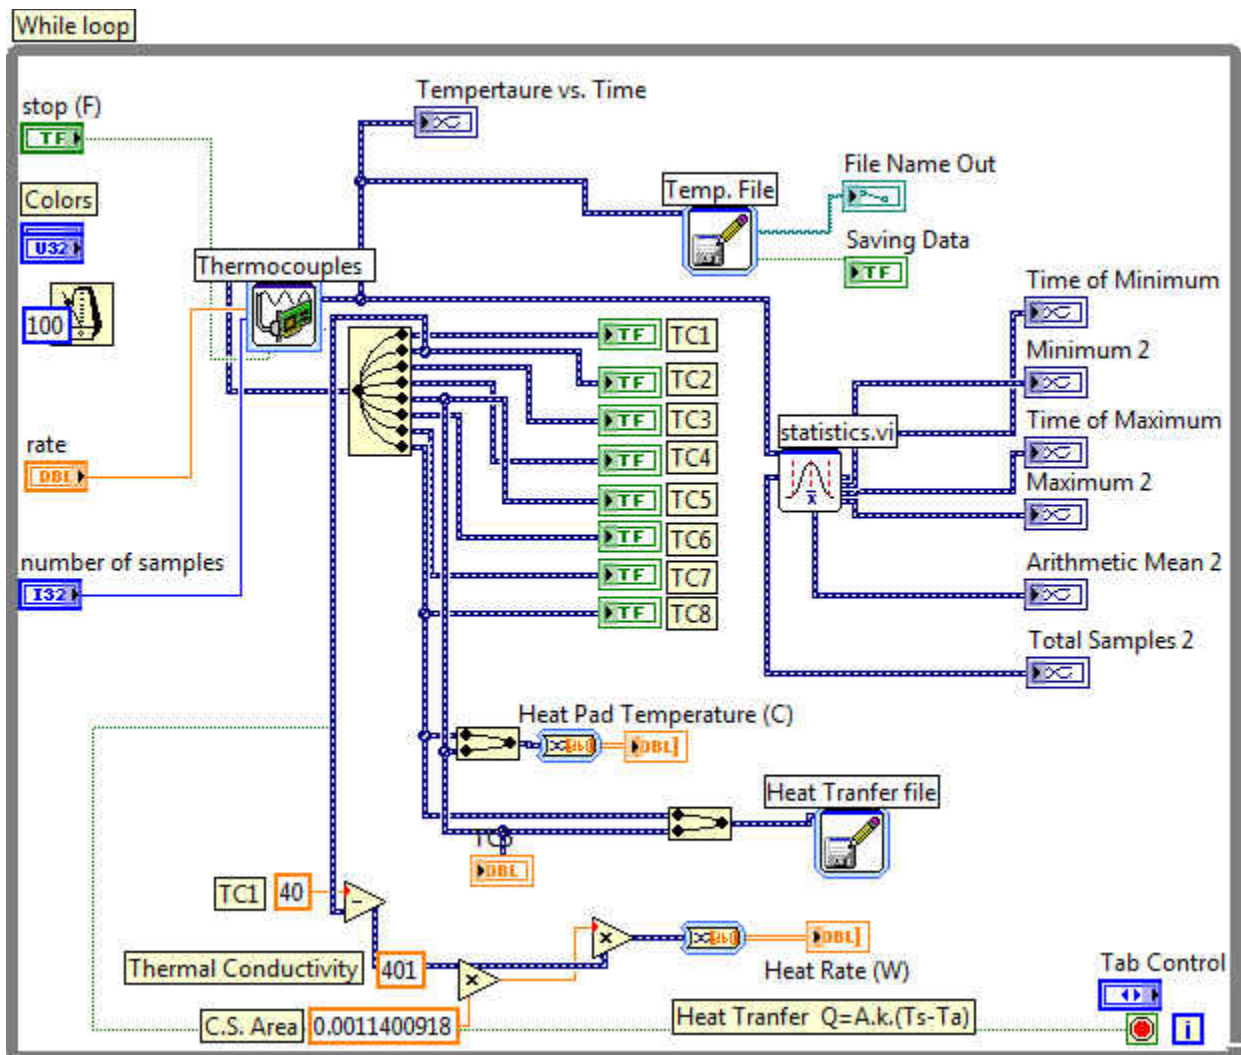 While loop
Tempertaure vs. Time
stop (F)
TF
File Name Out
Temp. File
Colors
U32
Saving Data
TF
Thermocouples
Time of Minimum
100
TF TC1
Minimum 2
TF TC2
TF TC3
Time of Maximum
statistics.vi
rate
DBL
TF TC4
Maximum 2
x
TF TC5
TF TC6
number of samples
I32
Arithmetic Mean 2
TF TC7
TF TC8
Total Samples 2
Heat Pad Temperature (C)
DBL
Heat Tranfer file
DBL
TC1 40
-
x
DBL
Thermal Conductivity 401
x
Heat Rate (W)
Tab Control
C.S. Area 0.0011400918
Heat Tranfer Q=A.k.(Ts-Ta)
i